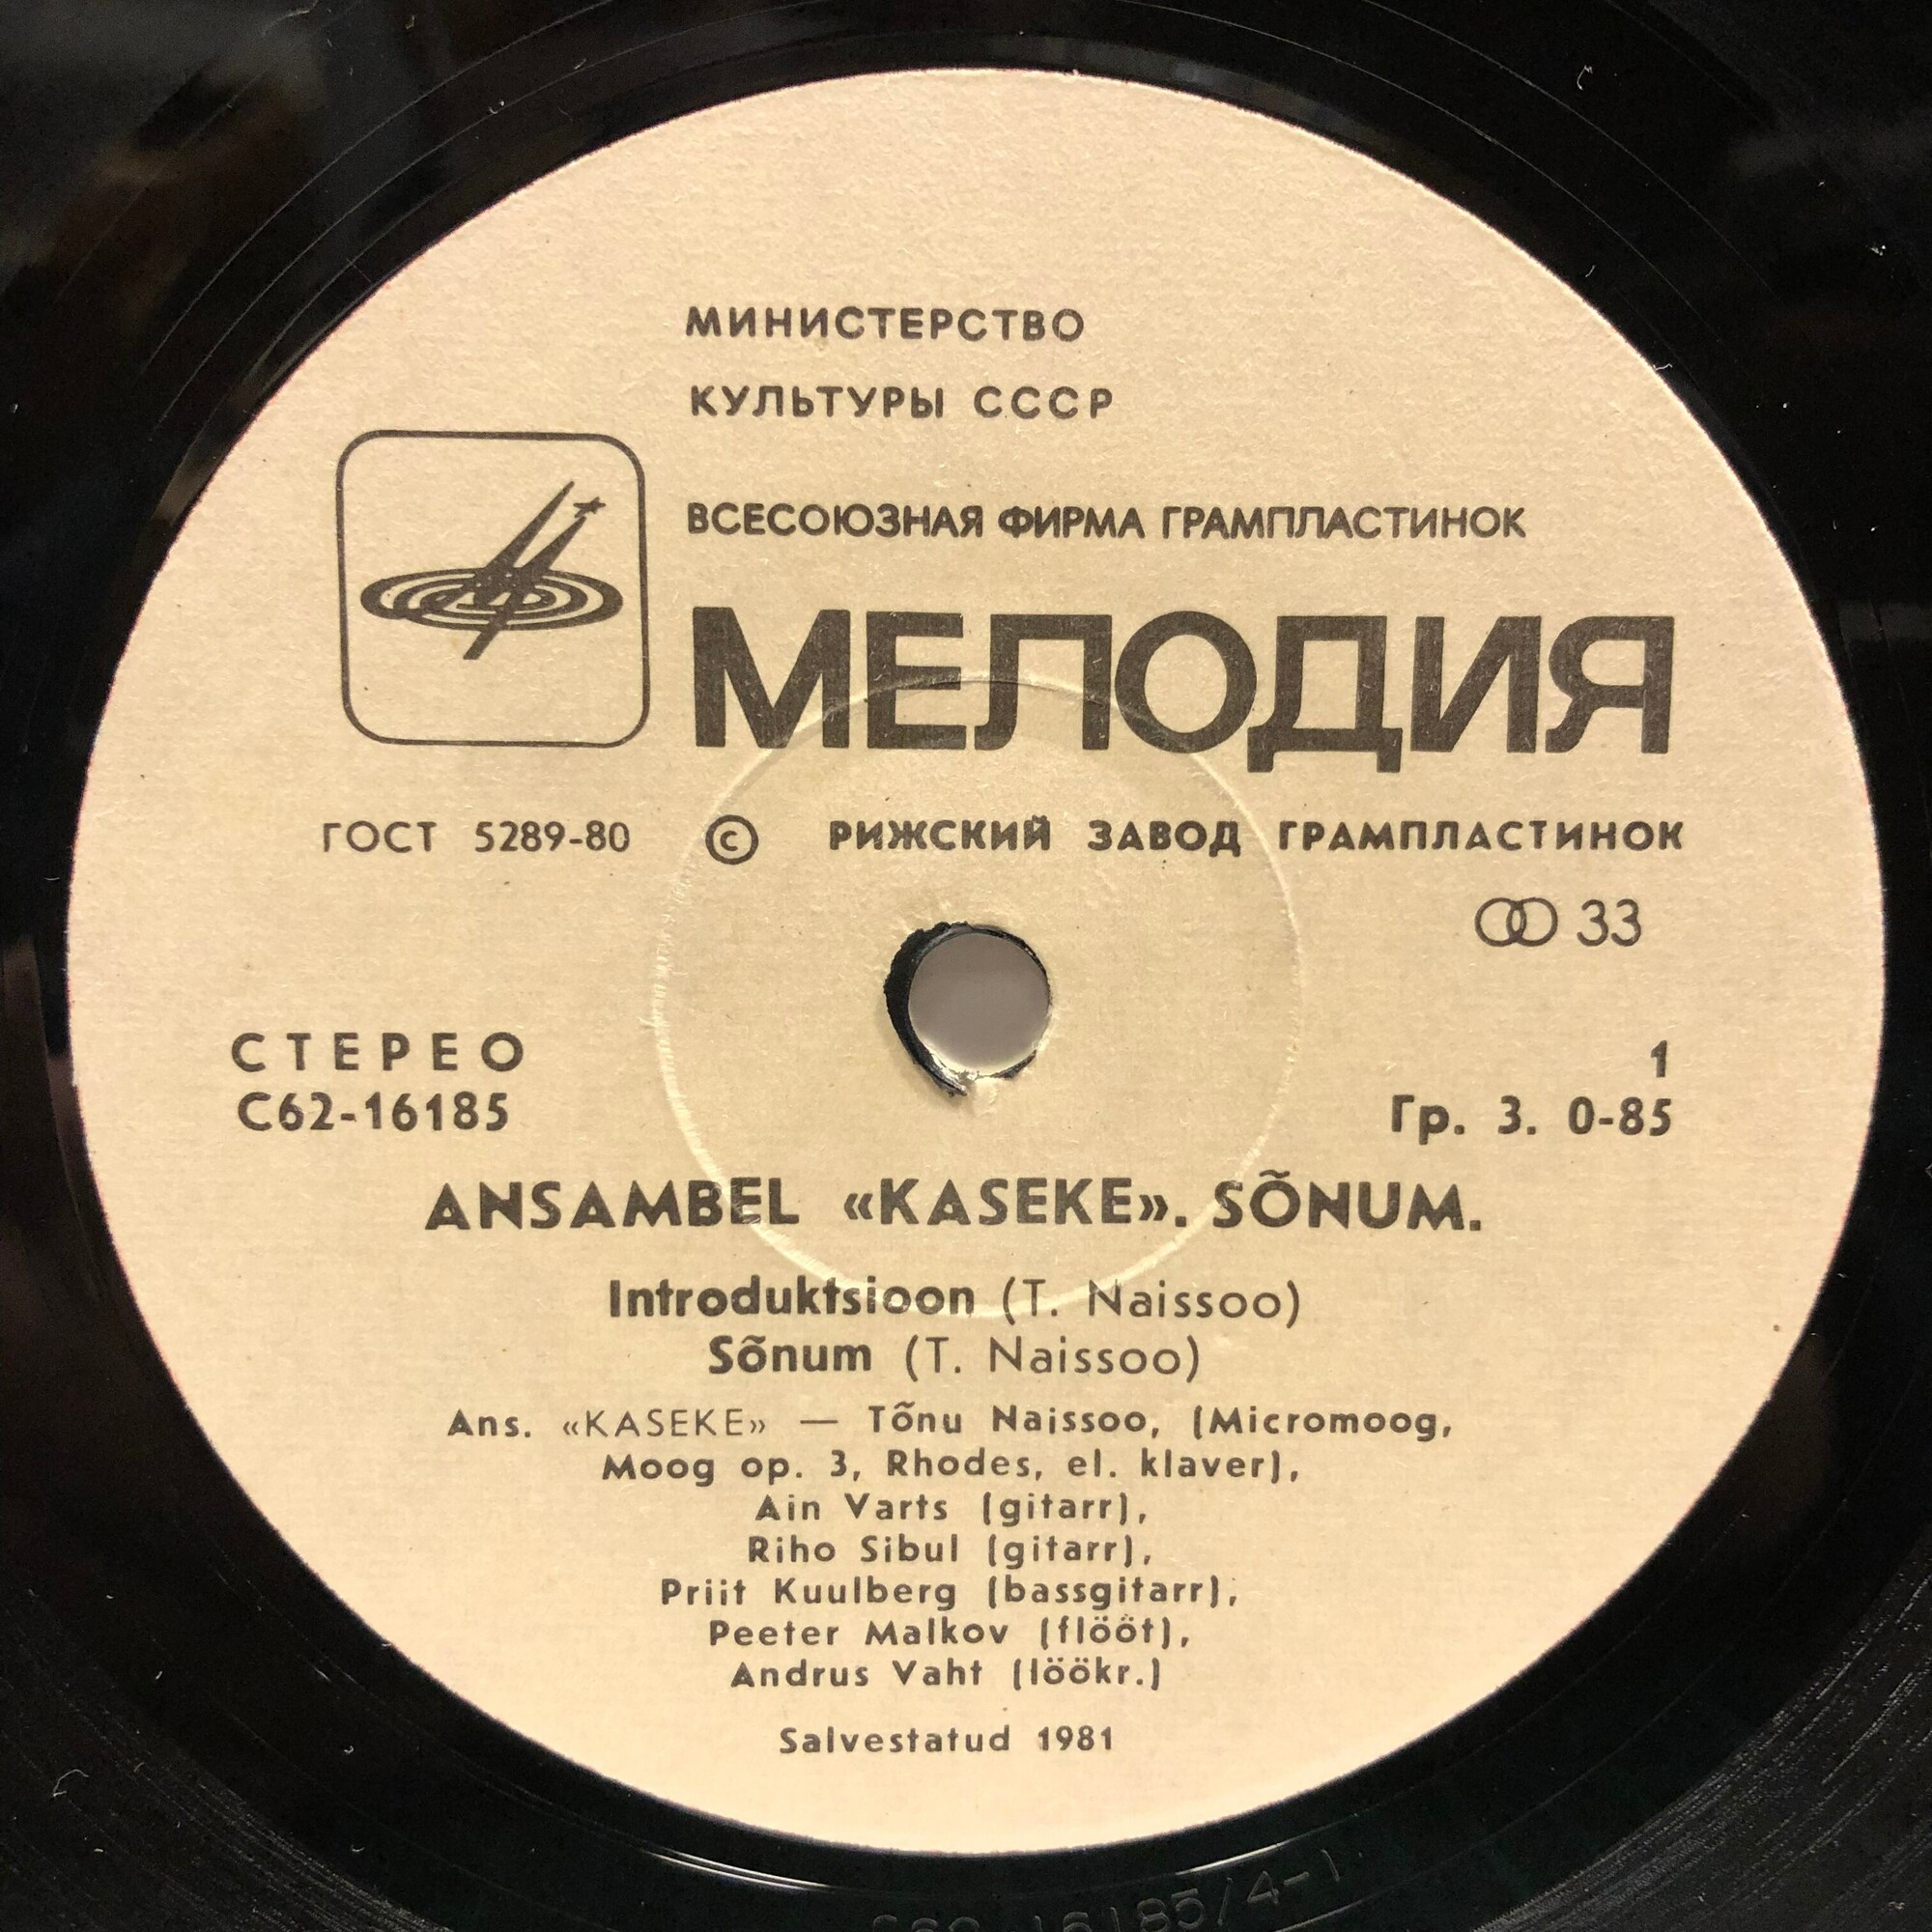 МИНИСТЕРСТВО
КУЛЬТУРЫ СССР
ВСЕСОЮЗНАЯ ФИРМА ГРАМПЛАСТИНОК
МЕЛОДИЯ
ГОСТ 5289-80 © РИЖСКИЙ ЗАВОД ГРАМПЛАСТИНОК
33
СТЕРЕО
1
С62-16185
Гр. 3. 0-85
ANSAMBEL «KASEKE». SÕNUM.
Introduktsioon (T. Naissoo)
Sõnum (T. Naissoo)
Ans. «KASEKE» — Tõnu Naissoo, (Micromoog,
Moog op. 3, Rhodes, el. klaver),
Ain Varts (gitarr),
Riho Sibul (gitarr),
Priit Kuulberg (bassgitarr),
Peeter Malkov (flööt),
Andrus Vaht (löökr.)
Salvestatud 1981
16185/4-1